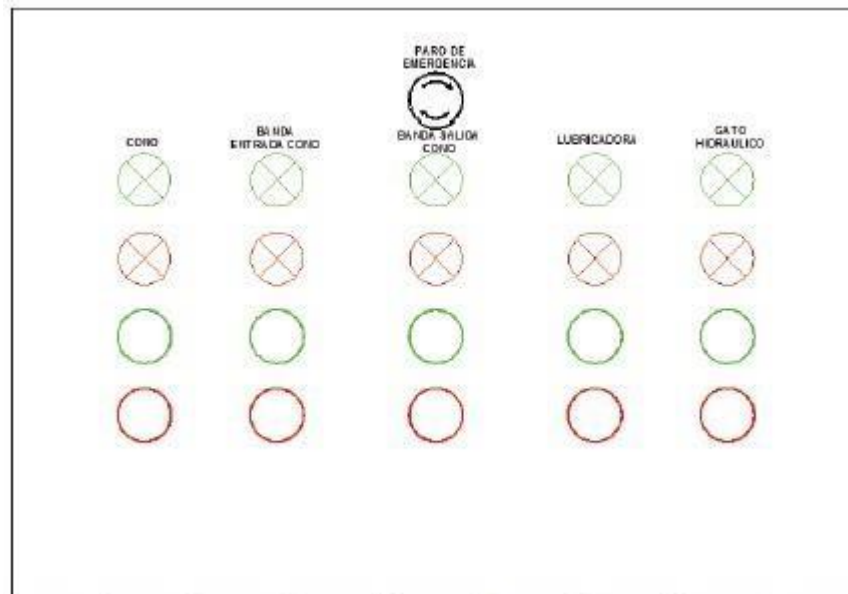 PARO DE
EMERGENCIA
CONO
BANDA
ENTRADA CONO
BANDA SALIDA
CONO
LUBRICADORA
GATO
HIDRAULICO